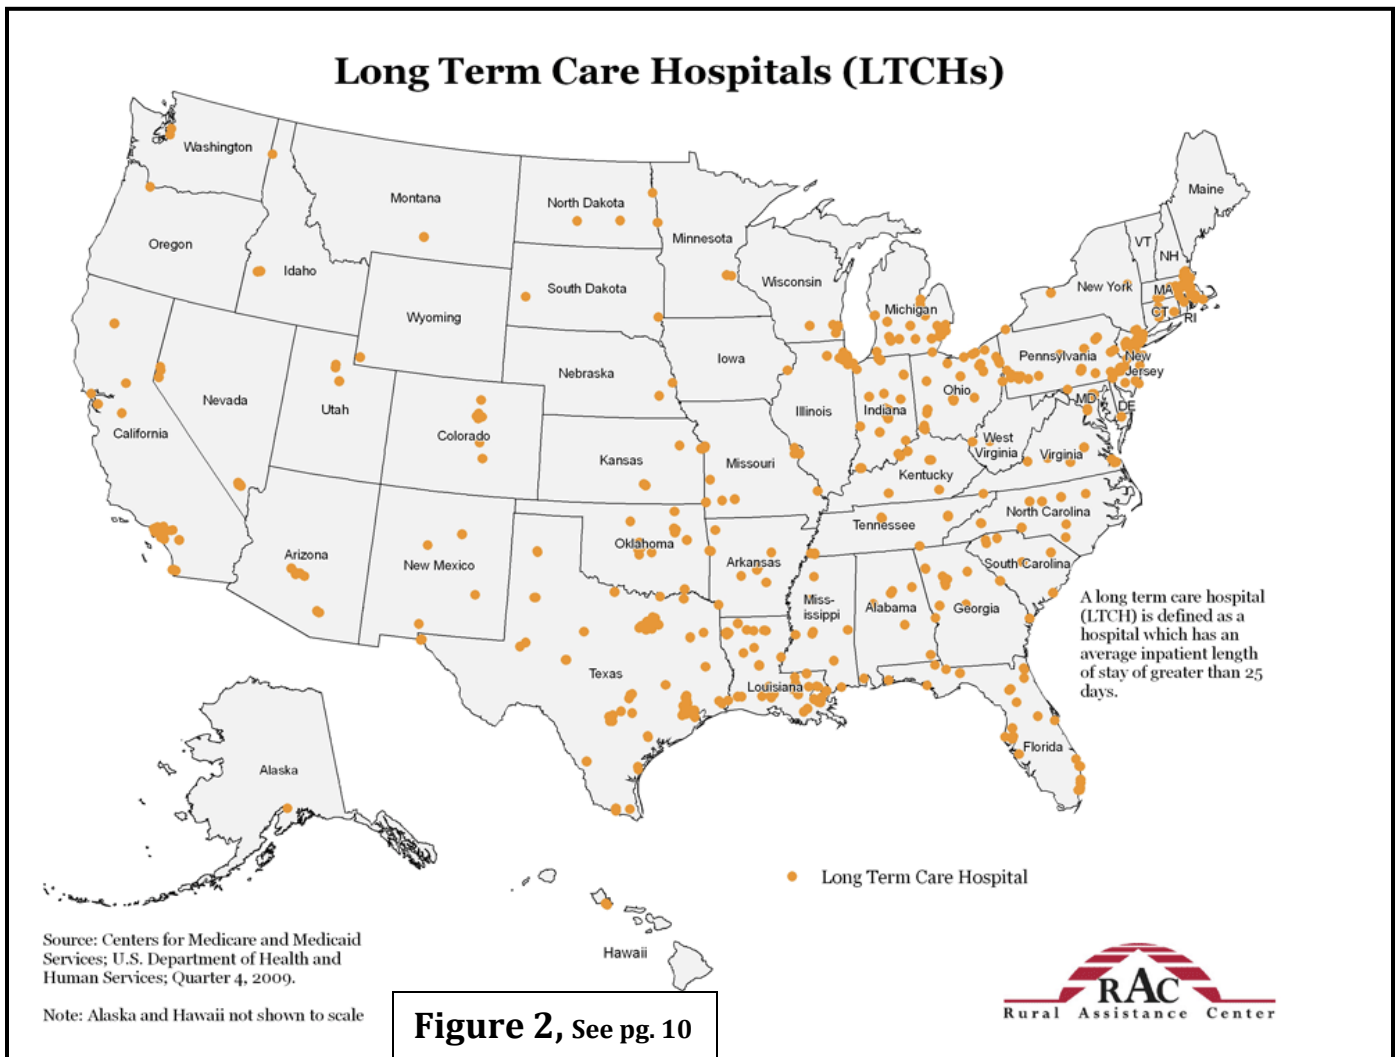 Long Term Care Hospitals (LTCHs)
Washington
Montana
North Dakota
Minnesota
Maine
Oregon
Idaho
South Dakota
Wisconsin
Michigan
New York
VT
NH
MA
CT
RI
Wyoming
Iowa
Pennsylvania
New
Jersey
Nebraska
Nevada
Utah
Colorado
California
Illinois
Indiana
Ohio
MD
DE
West
Virginia
Virginia
Kansas
Missouri
Kentucky
North Carolina
Tennessee
Arizona
New Mexico
Oklahoma
Arkansas
South Carolina
Miss-
issippi
Alabama
Georgia
A long term care hospital
(LTCH) is defined as a
hospital which has an
average inpatient length
of stay of greater than 25
days.
Texas
Louisiana
Florida
Alaska
Hawaii
Long Term Care Hospital
Source: Centers for Medicare and Medicaid
Services; U.S. Department of Health and
Human Services; Quarter 4, 2009.
Note: Alaska and Hawaii not shown to scale
Figure 2, See pg. 10
RAC
Rural Assistance Center